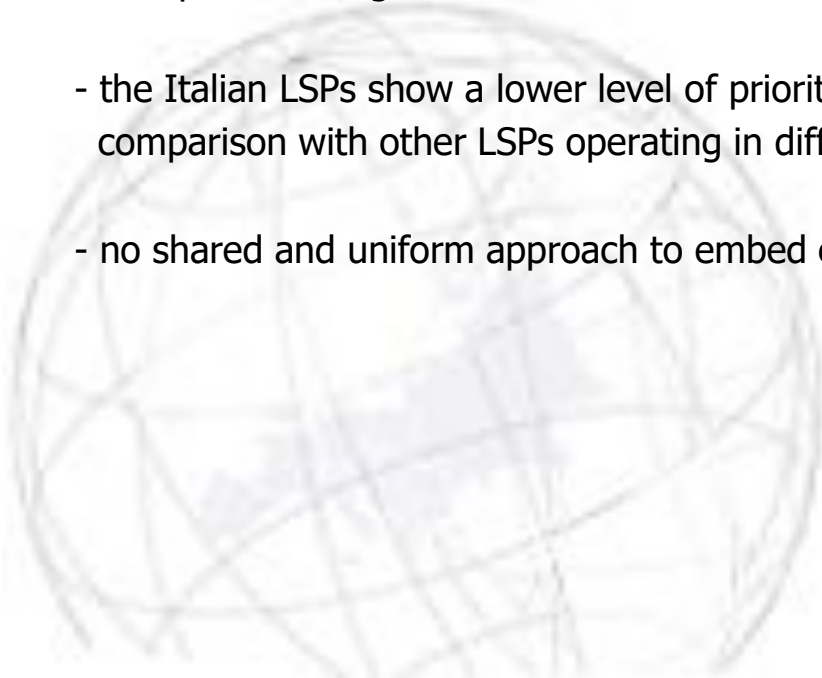 - the Italian LSPs show a lower level of priorit
comparison with other LSPs operating in diff
- no shared and uniform approach to embed